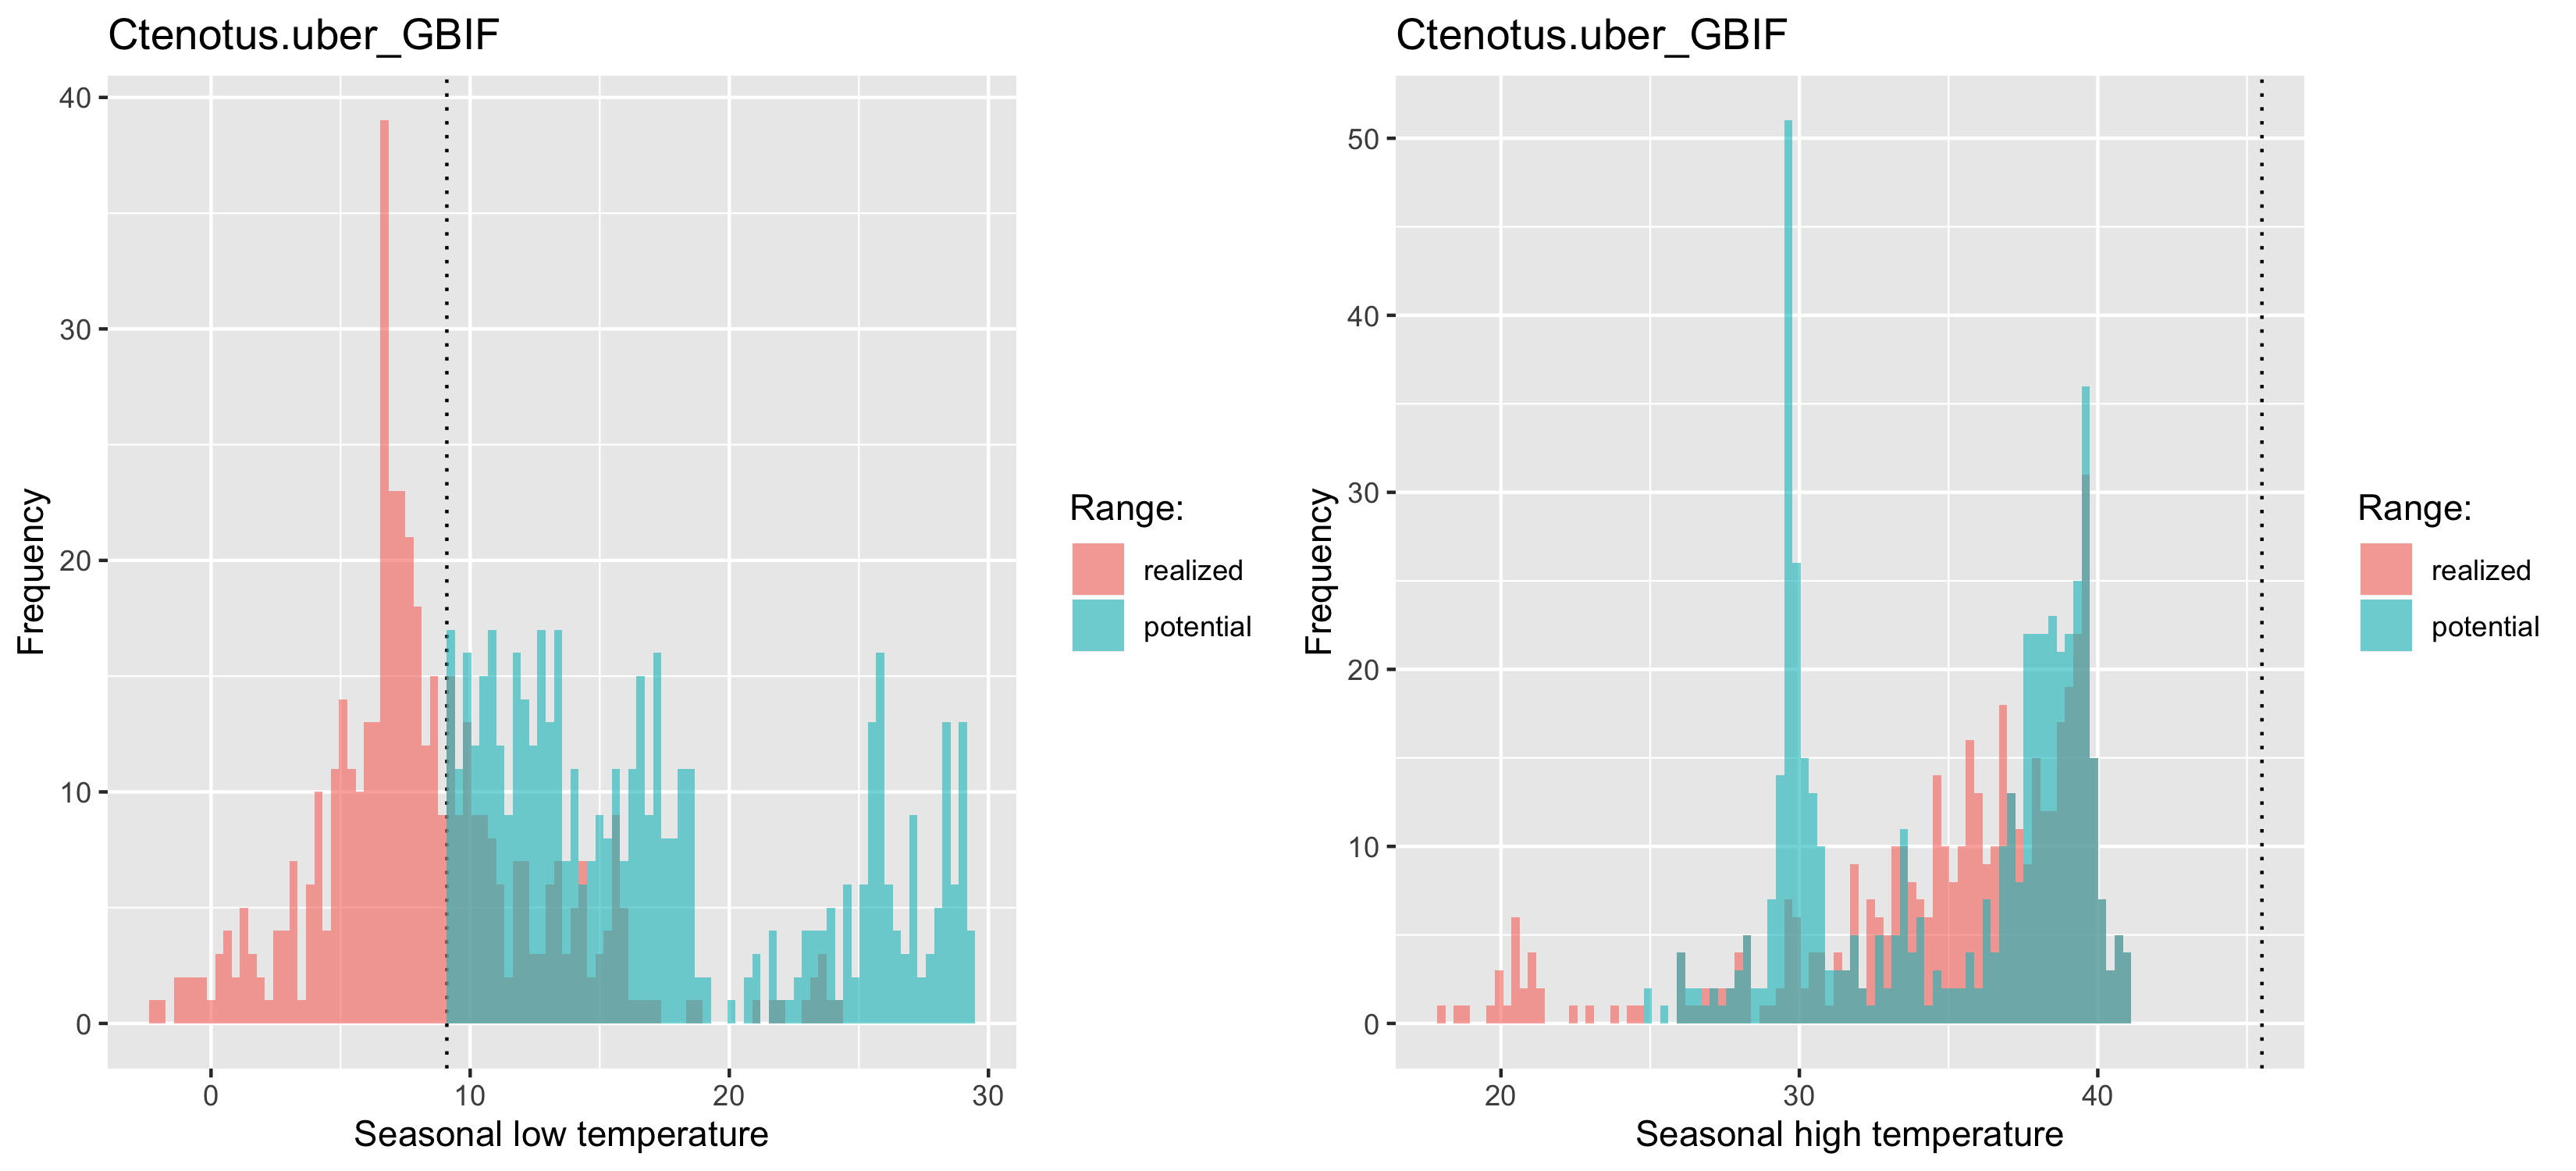 Ctenotus.uber_GBIF
40
30
20
10
0
Frequency
0 10 20 30
Seasonal low temperature
Range:
realized
potential
Ctenotus.uber_GBIF
50
40
30
20
10
0
Frequency
20 30 40
Seasonal high temperature
Range:
realized
potential